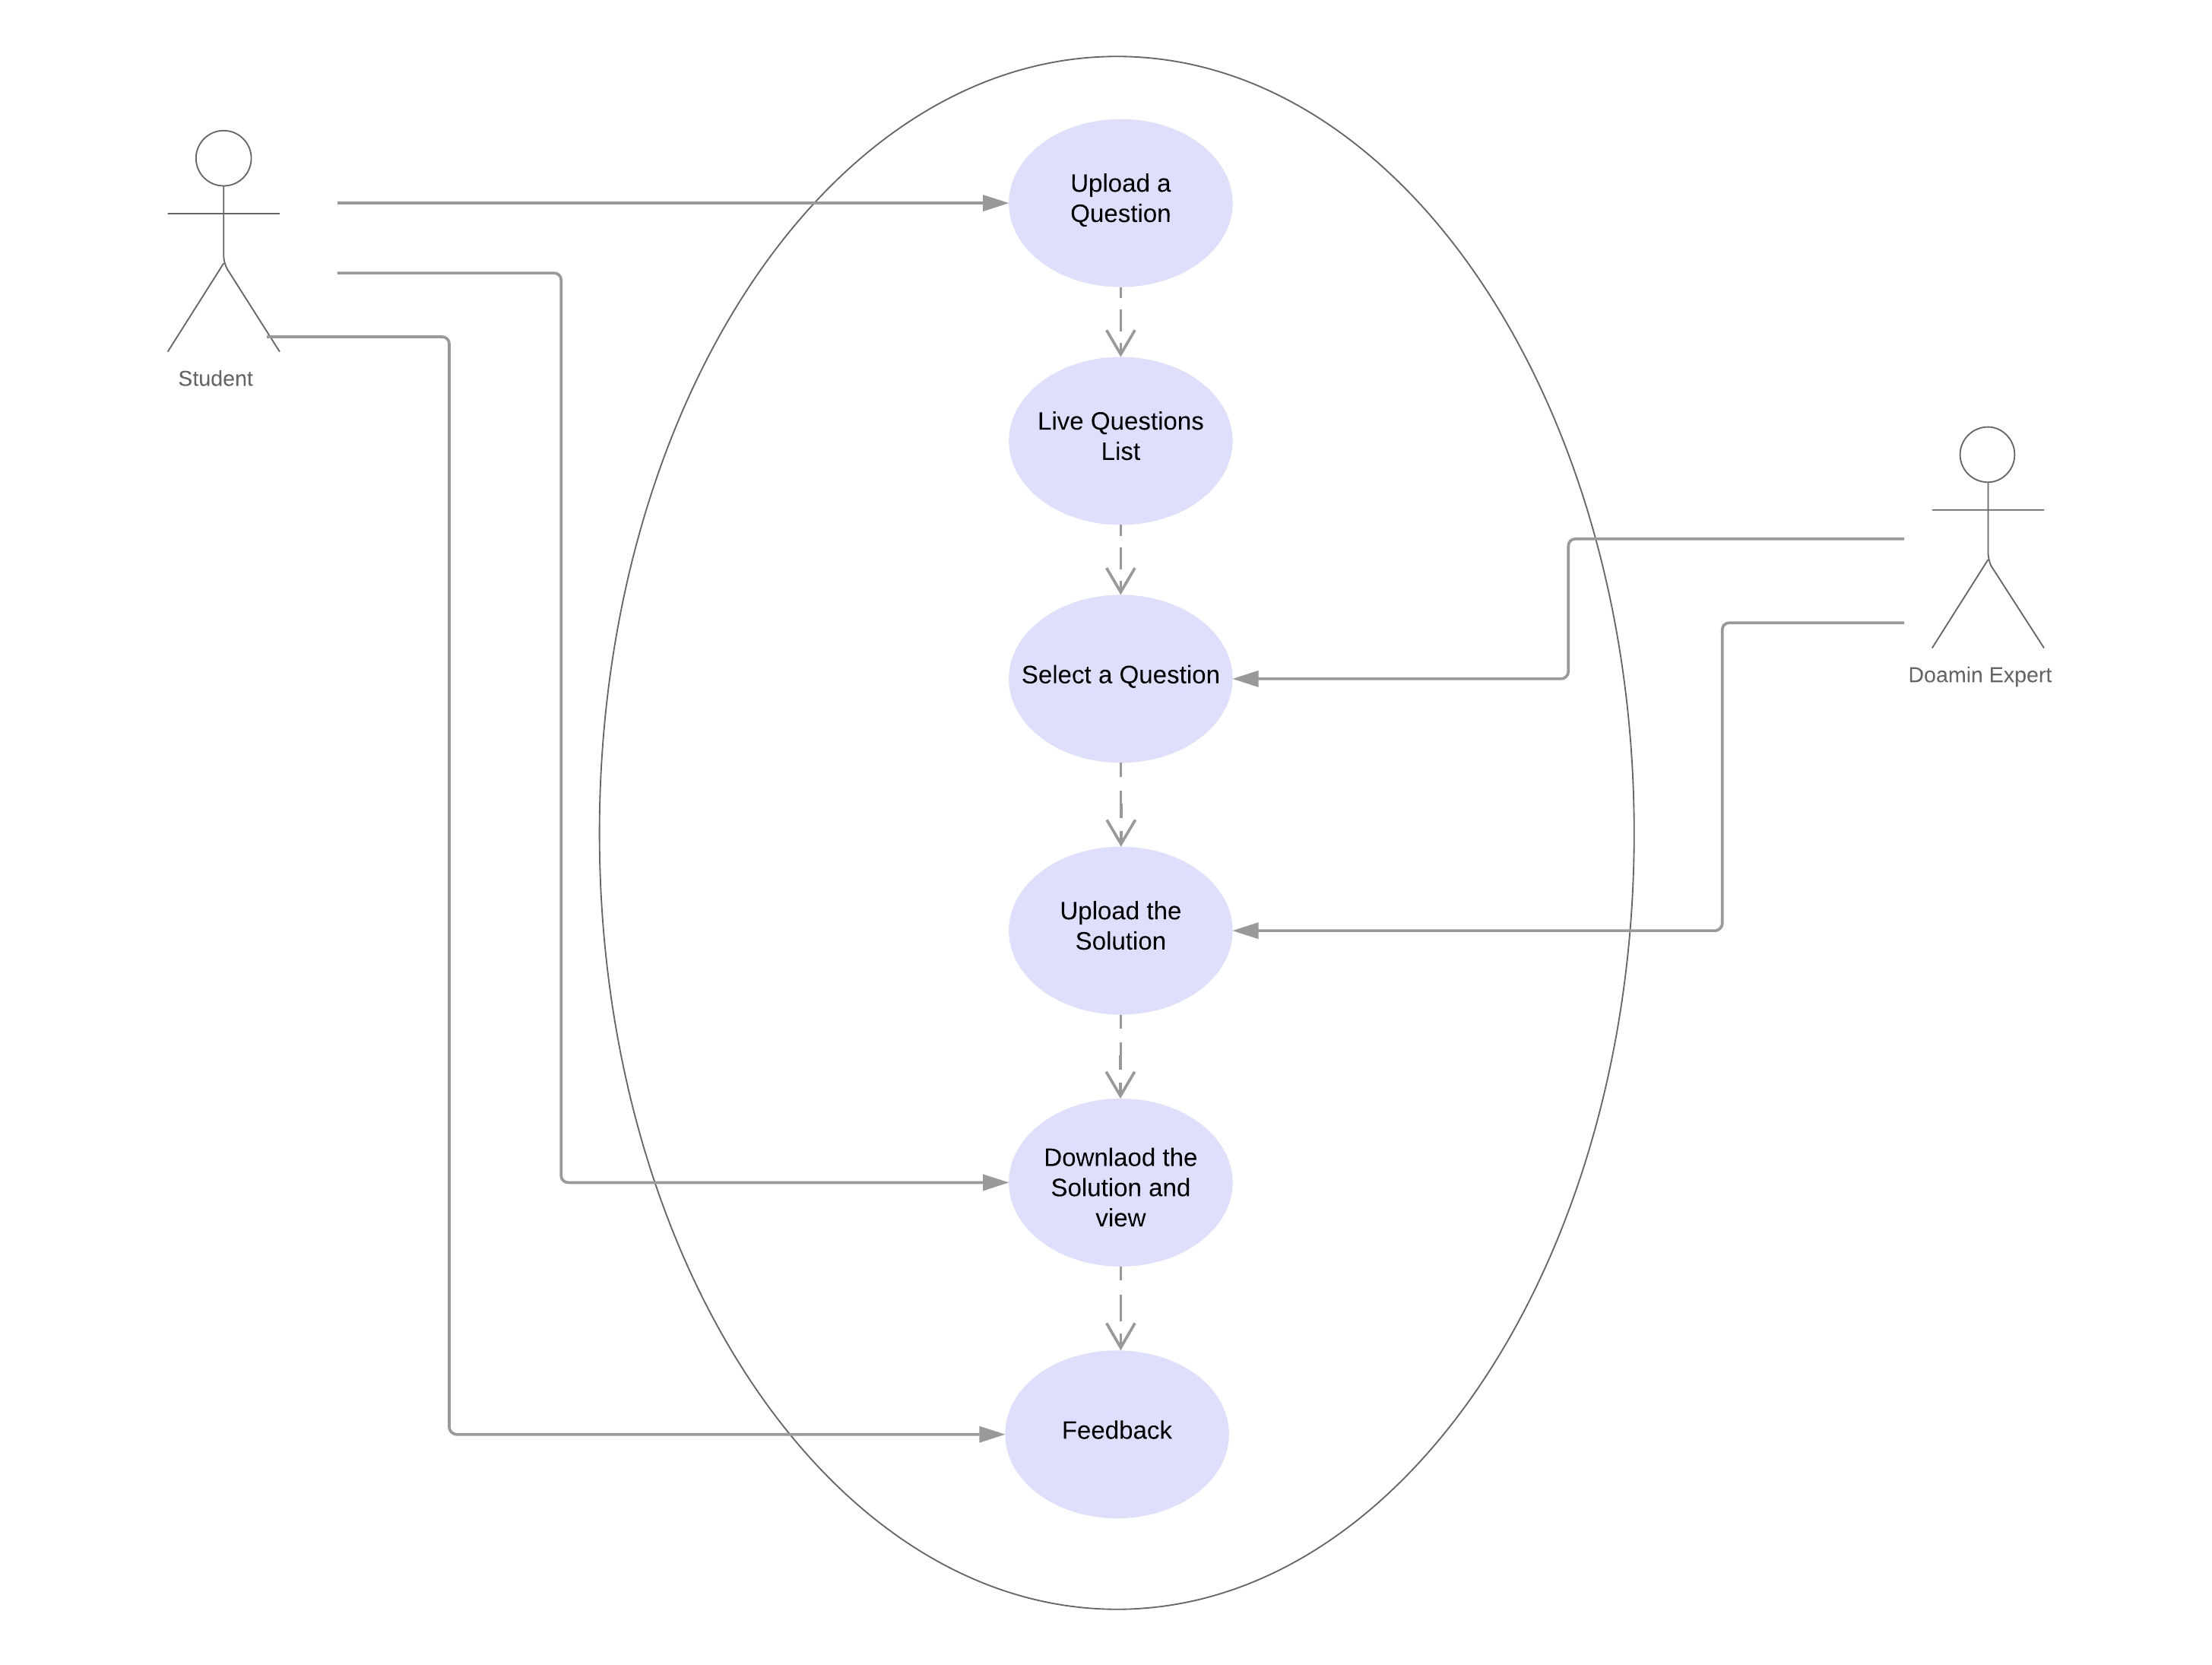 Upload a
Question
Student
Live Questions
List
Select a Question
Doamin Expert
Upload the
Solution
Downlaod the
Solution and
view
Feedback